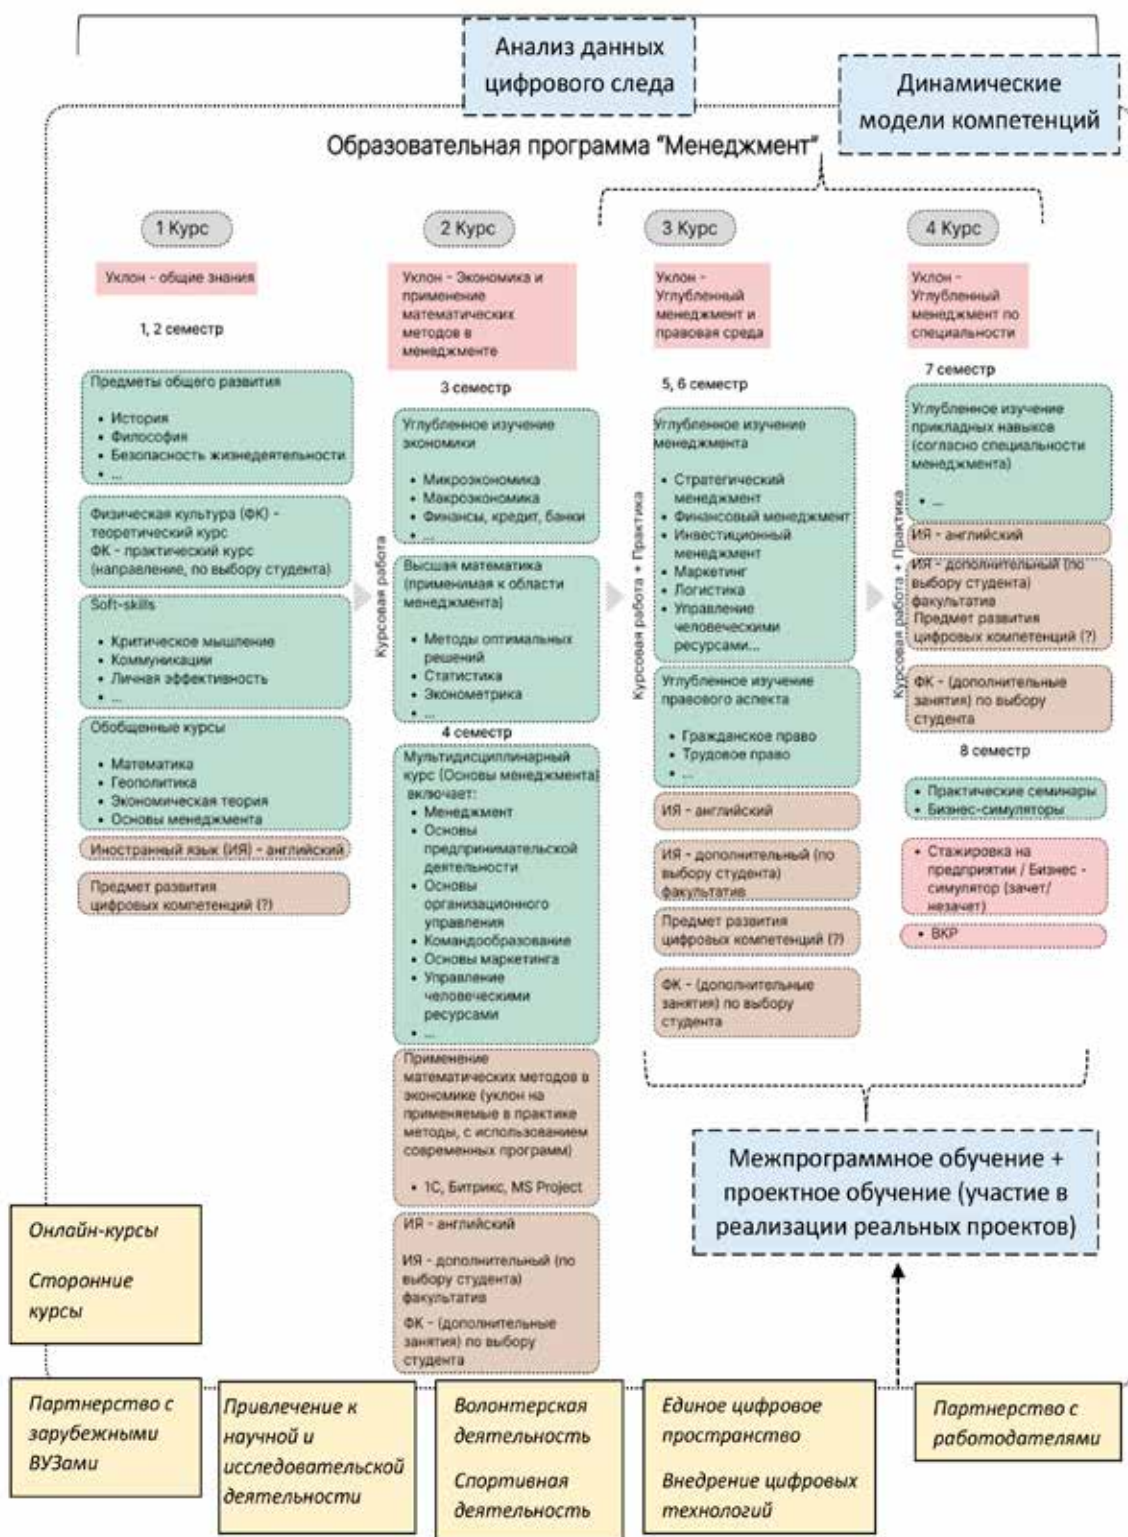 Анализ данных
цифрового следа
Динамические
модели компетенций
Образовательная программа "Менеджмент"
1 Курс
Уклон - общие знания
1, 2 семестр
Предметы общего развития
• История
• Философия
• Безопасность жизнедеятельности
• ...
Физическая культура (ФК) -
теоретический курс
ФК - практический курс
(направление, по выбору студента)
Soft-skills
• Критическое мышление
• Коммуникации
• Личная эффективность
• ...
Обобщенные курсы
• Математика
• Геополитика
• Экономическая теория
• Основы менеджмента
Иностранный язык (ИЯ) - английский
Предмет развития
цифровых компетенций (?)
Курсовая работа
2 Курс
Уклон - Экономика и
применение
математических
методов в
менеджменте
3 семестр
Углубленное изучение
экономики
• Микроэкономика
• Макроэкономика
• Финансы, кредит, банки
• ...
Высшая математика
(применимая к области
менеджмента)
• Методы оптимальных
решений
• Статистика
• Эконометрика
• ...
4 семестр
Мультидисциплинарный
курс (Основы менеджмента)
включает:
• Менеджмент
• Основы
предпринимательской
деятельности
• Основы
организационного
управления
• Командообразование
• Основы маркетинга
• Управление
человеческими
ресурсами
• ...
Применение
математических методов в
экономике (уклон на
применяемые в практике
методы, с использованием
современных программ)
• 1С, Битрикс, MS Project
ИЯ - английский
ИЯ - дополнительный (по
выбору студента)
факультатив
ФК - (дополнительные
занятия) по выбору
студента
Курсовая работа + Практика
3 Курс
Уклон -
Углубленный
менеджмент и
правовая среда
5, 6 семестр
Углубленное изучение
менеджмента
• Стратегический
менеджмент
• Финансовый менеджмент
• Инвестиционный
менеджмент
• Маркетинг
• Логистика
• Управление
человеческими
ресурсами...
Углубленное изучение
правового аспекта
• Гражданское право
• Трудовое право
• ...
ИЯ - английский
ИЯ - дополнительный (по
выбору студента)
факультатив
Предмет развития
цифровых компетенций (?)
ФК - (дополнительные
занятия) по выбору
студента
Курсовая работа + Практика
4 Курс
Уклон -
Углубленный
менеджмент по
специальности
7 семестр
Углубленное изучение
прикладных навыков
(согласно специальности
менеджмента)
• ...
ИЯ - английский
ИЯ - дополнительный (по
выбору студента)
факультатив
Предмет развития
цифровых компетенций (?)
ФК - (дополнительные
занятия) по выбору
студента
8 семестр
• Практические семинары
• Бизнес-симуляторы
• Стажировка на
предприятии / Бизнес -
симулятор (зачет/
незачет)
• ВКР
Межпрограммное обучение +
проектное обучение (участие в
реализации реальных проектов)
Онлайн-курсы
Сторонние
курсы
Партнерство с
зарубежными
ВУЗами
Привлечение к
научной и
исследовательской
деятельности
Волонтерская
деятельность
Спортивная
деятельность
Единое цифровое
пространство
Внедрение цифровых
технологий
Партнерство с
работодателями